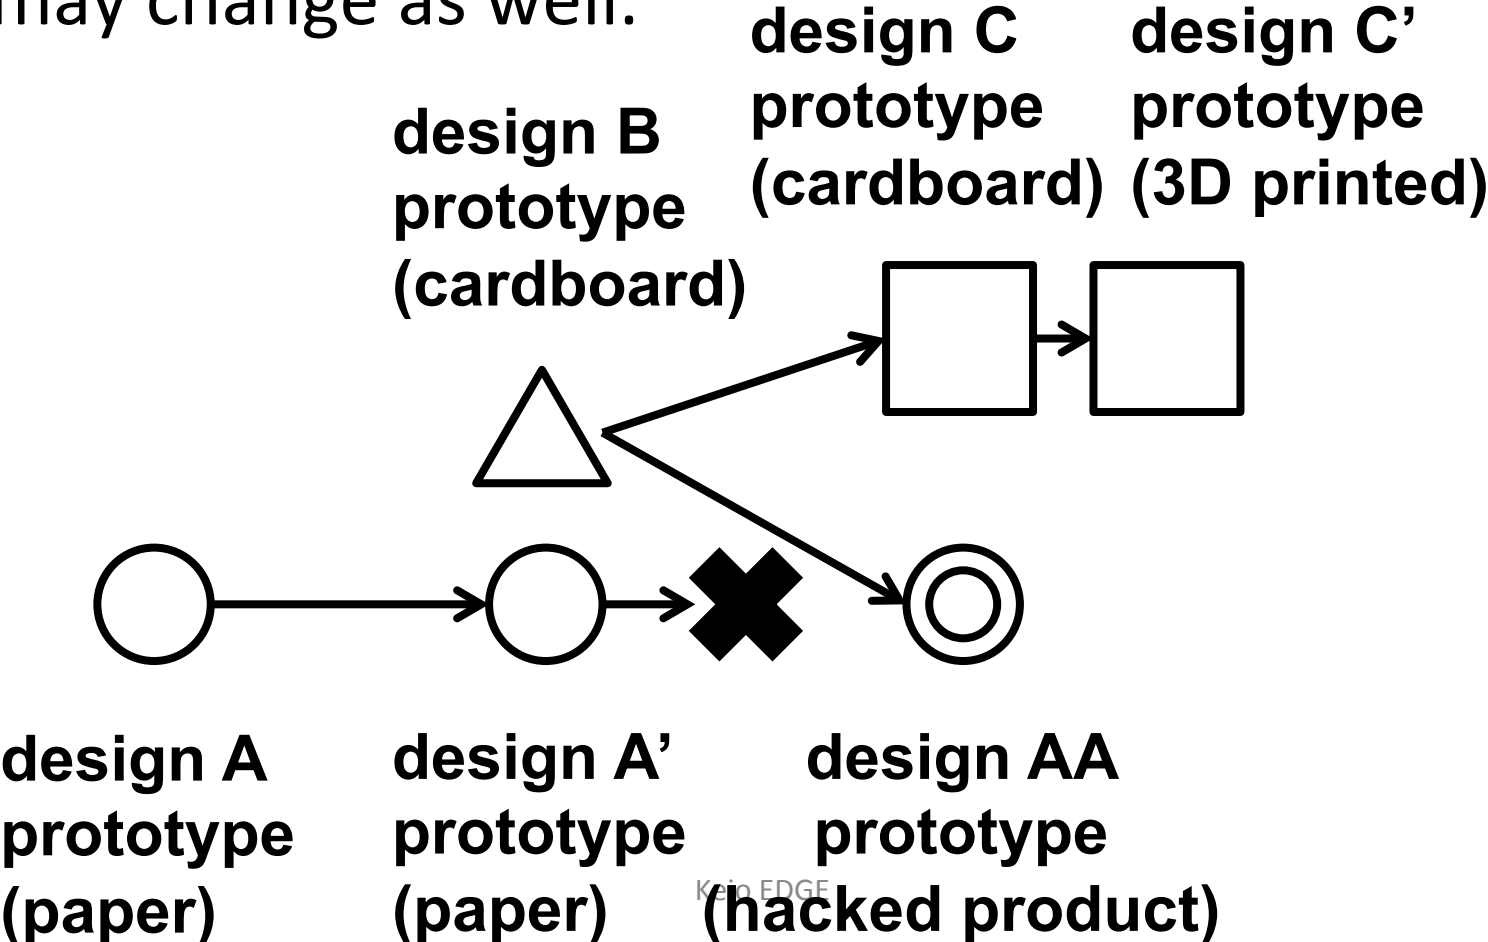 may change as well.
design C
prototype
(cardboard)
design C’
prototype
(3D printed)
design B
prototype
(cardboard)
design A
prototype
(paper)
design A’
prototype
(paper)
design AA
prototype
(hacked product)
Keio EDGE